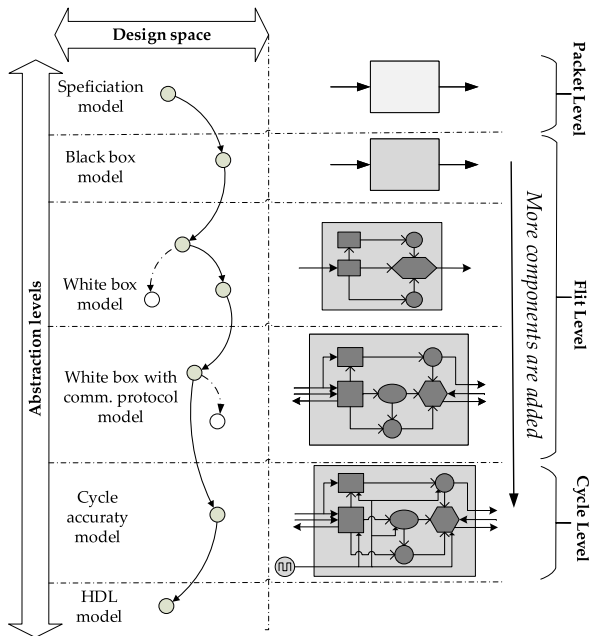 Design space
Speficiation
model
Black box
model
White box
model
White box with
comm. protocol
model
Cycle
accuraty
model
HDL
model
Abstraction levels
More components are added
Packet Level
Flit Level
Cycle Level